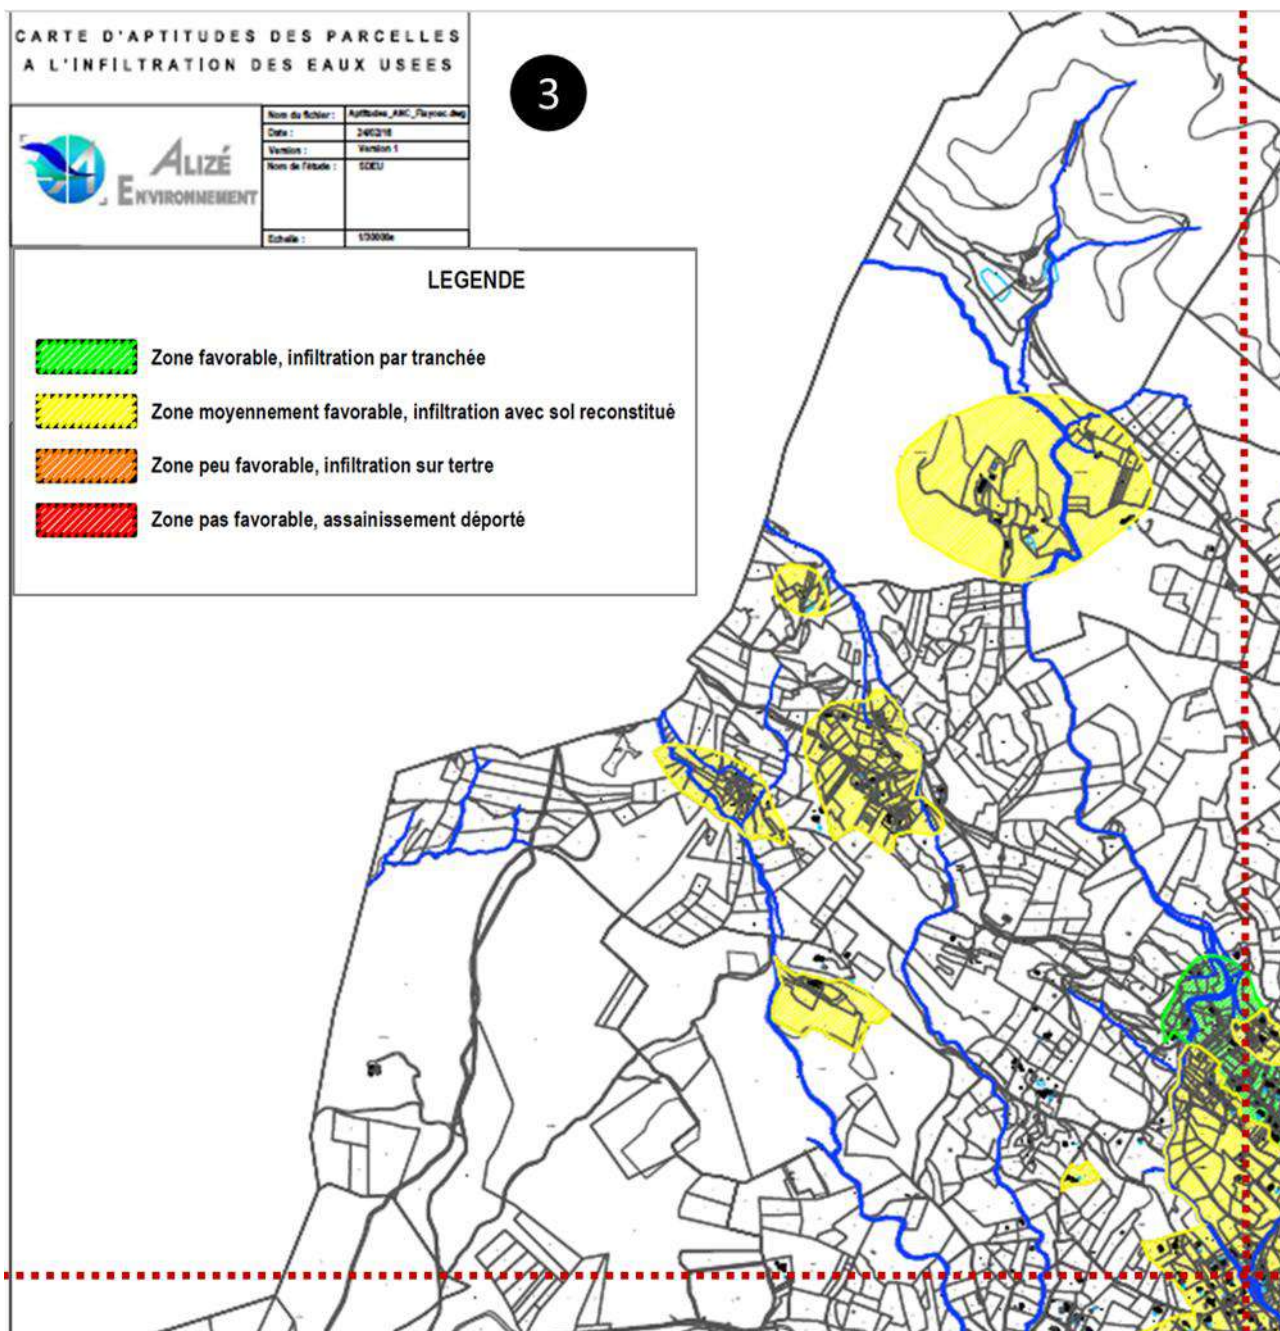 CARTE D'APTITUDES DES PARCELLES
A L'INFILTRATION DES EAUX USEES
3
ALIZÉ
ENVIRONNEMENT
Nom du fichier : Aptitudes_ANC_Flayosc.dwg
Date :
Version : Version 1
Nom de l'étude : SDEU
Echelle :
LEGENDE
Zone favorable, infiltration par tranchée
Zone moyennement favorable, infiltration avec sol reconstitué
Zone peu favorable, infiltration sur tertre
Zone pas favorable, assainissement déporté